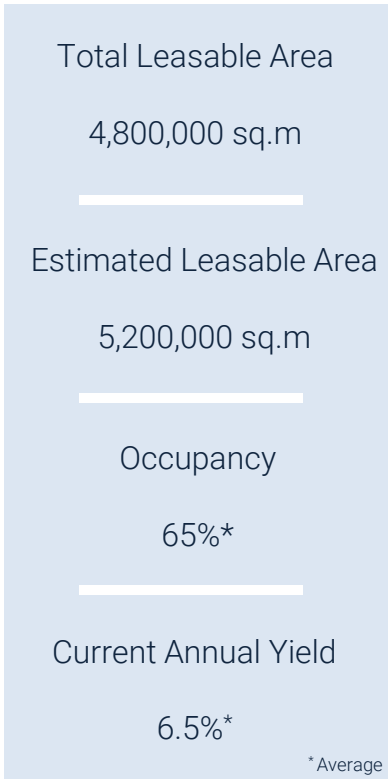 Total Leasable Area
4,800,000 sq.m
Estimated Leasable Area
5,200,000 sq.m
Occupancy
65%*
Current Annual Yield
6.5%*
*Average